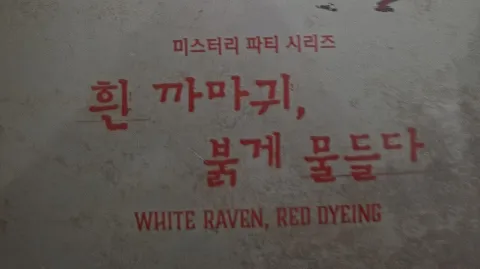 미스터리 파티 시리즈
흰 까마귀,
붉게 물들다
WHITE RAVEN, RED DYEING